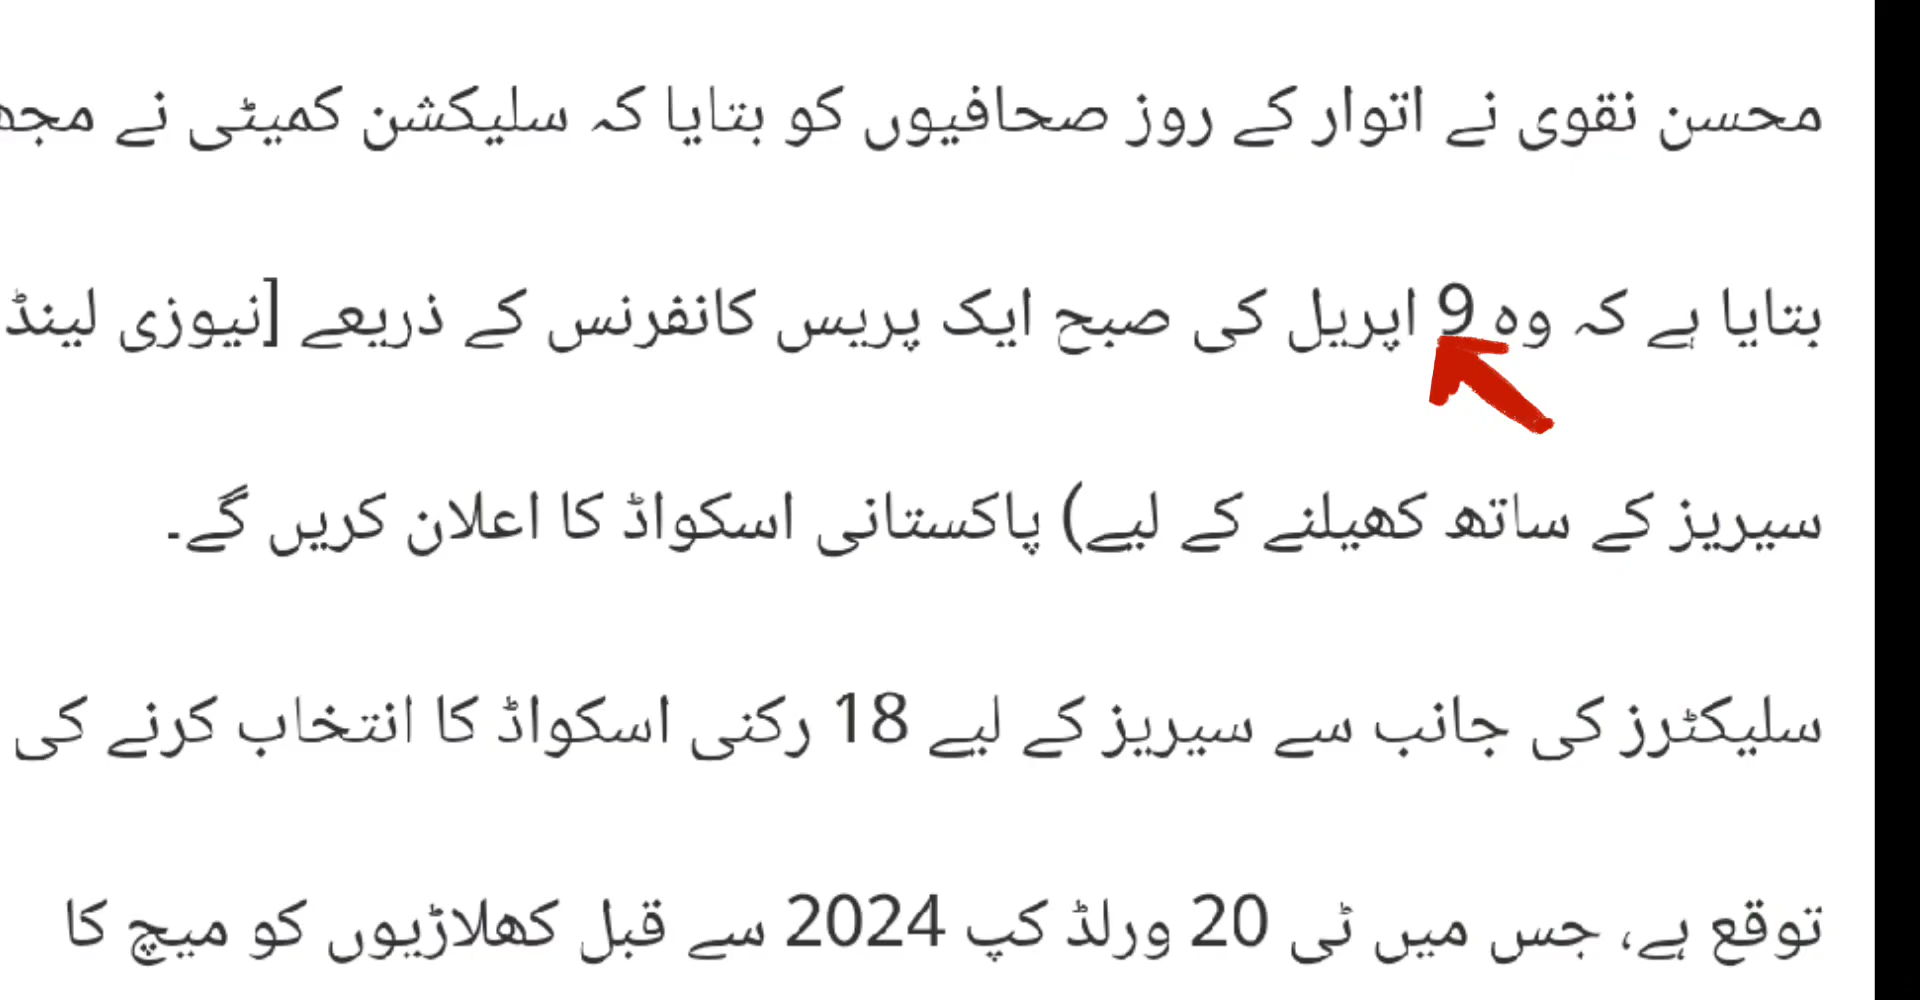 محسن نقوی نے اتوار کے روز صحافیوں کو بتایا کہ سلیکشن کمیٹی نے
بتایا ہے کہ وہ 9 اپریل کی صبح ایک پریس کانفرنس کے ذریعے [نیوزی لینڈ
سیریز کے ساتھ کھیلنے کے لیے) پاکستانی اسکواڈ کا اعلان کریں گے۔
سلیکٹرز کی جانب سے سیریز کے لیے 18 رکنی اسکواڈ کا انتخاب کرنے کی
توقع ہے، جس میں ٹی 20 ورلڈ کپ 2024 سے قبل کھلاڑیوں کو میچ کا